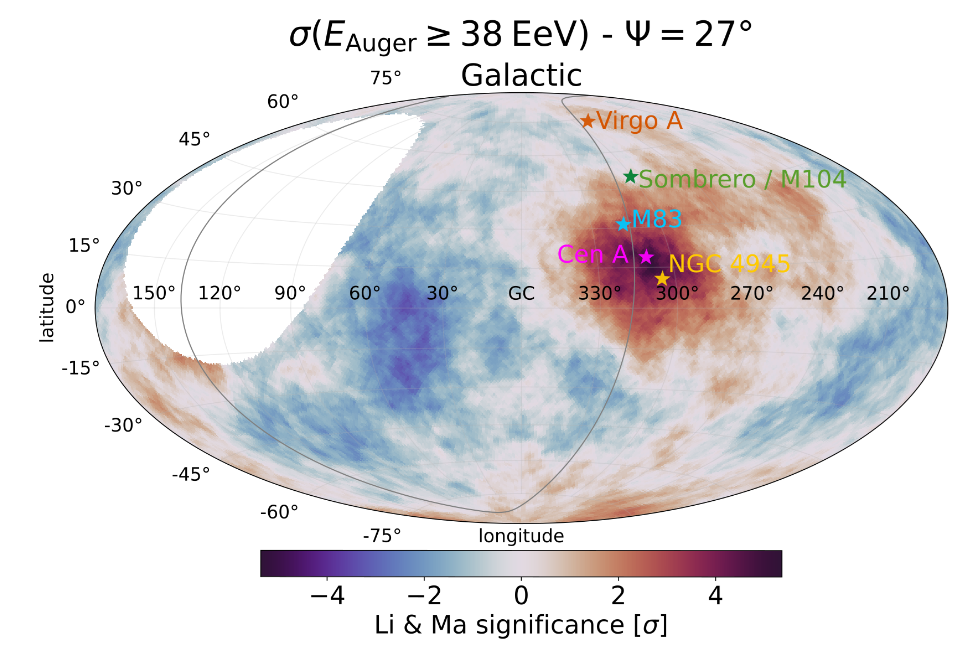 σ(E_Auger ≥ 38 EeV) - Ψ = 27°
Galactic
75°
60°
45°
30°
15°
0°
-15°
-30°
-45°
-60°
-75°
latitude
Virgo A
Sombrero / M104
M83
Cen A
NGC 4945
150° 120° 90° 60° 30° GC 330° 300° 270° 240° 210°
longitude
−4 −2 0 2 4
Li & Ma significance [σ]